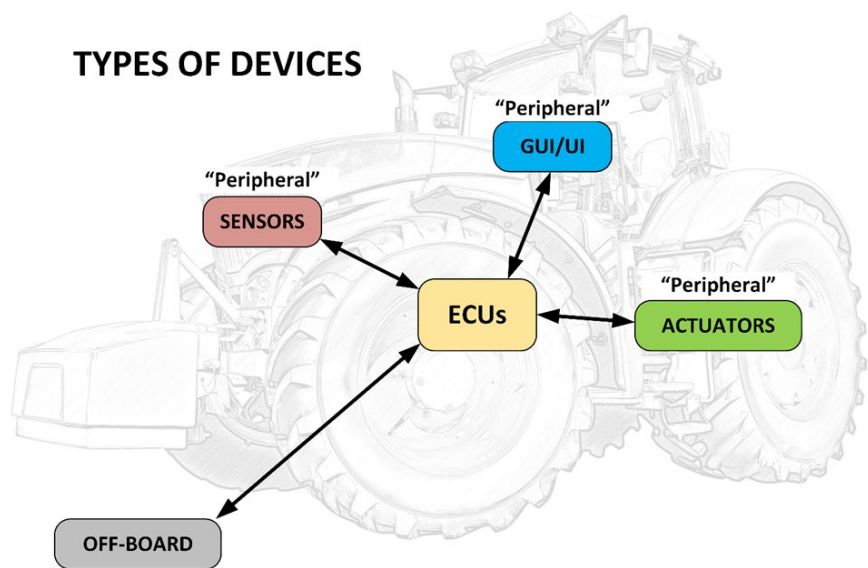 TYPES OF DEVICES
“Peripheral”
GUI/UI
“Peripheral”
SENSORS
“Peripheral”
ECUs
ACTUATORS
OFF-BOARD